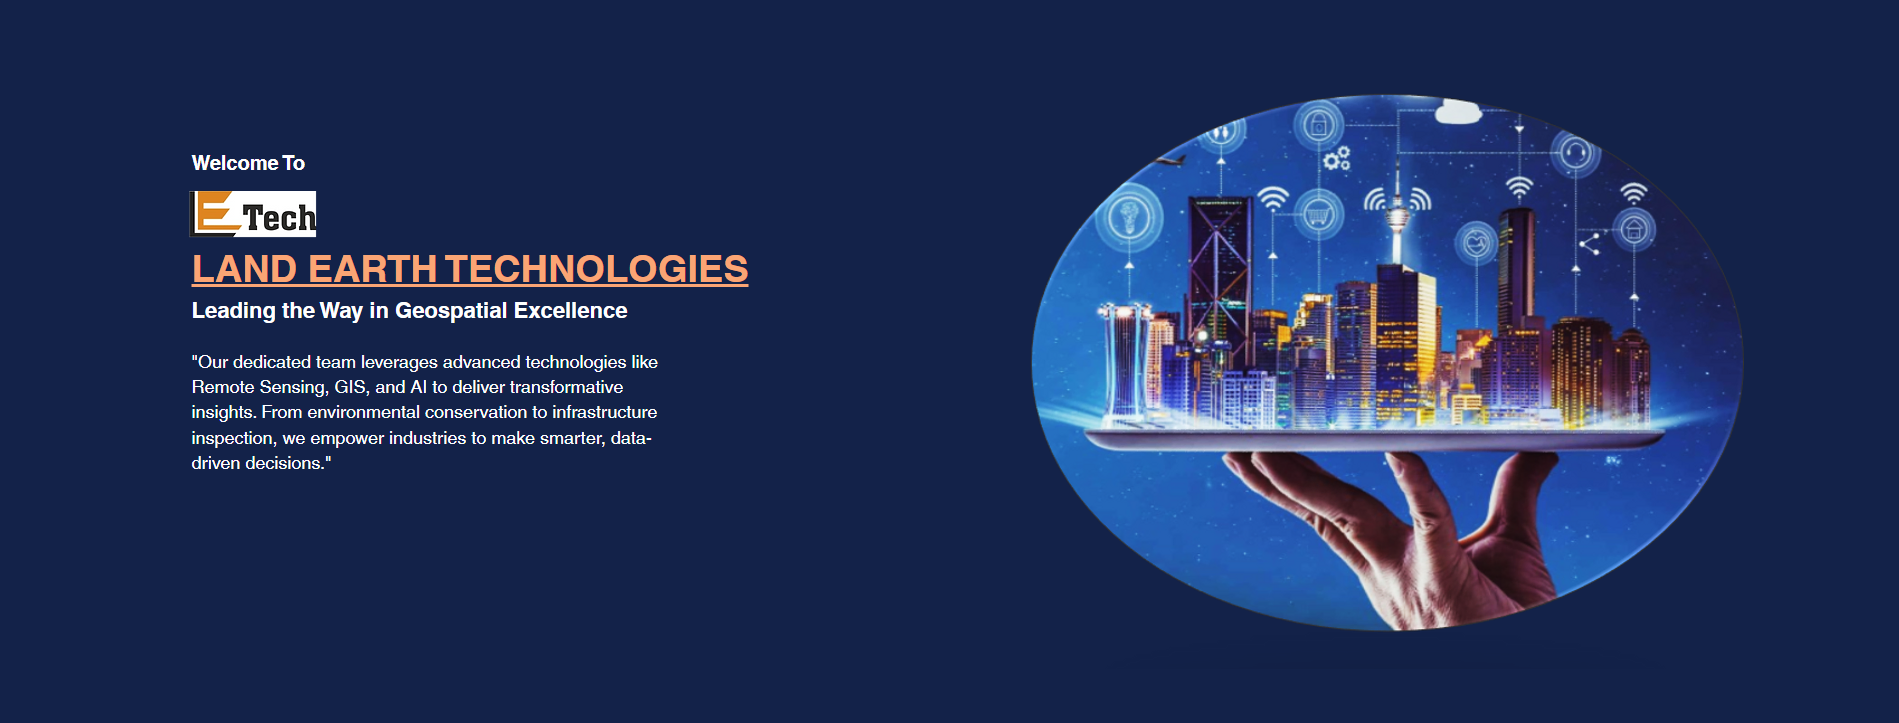 Welcome To
LE Tech
LAND EARTH TECHNOLOGIES
Leading the Way in Geospatial Excellence
"Our dedicated team leverages advanced technologies like
Remote Sensing, GIS, and AI to deliver transformative
insights. From environmental conservation to infrastructure
inspection, we empower industries to make smarter, data-
driven decisions."